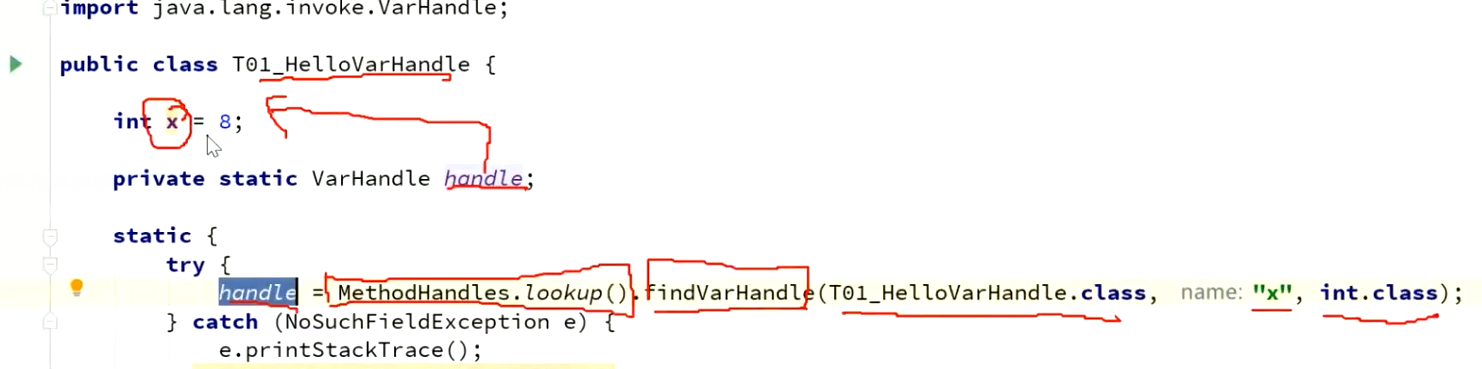 import java.lang.invoke.VarHandle;
public class T01_HelloVarHandle {
int x = 8;
private static VarHandle handle;
static {
try {
handle = MethodHandles.lookup().findVarHandle(T01_HelloVarHandle.class, name: "x", int.class);
} catch (NoSuchFieldException e) {
e.printStackTrace();